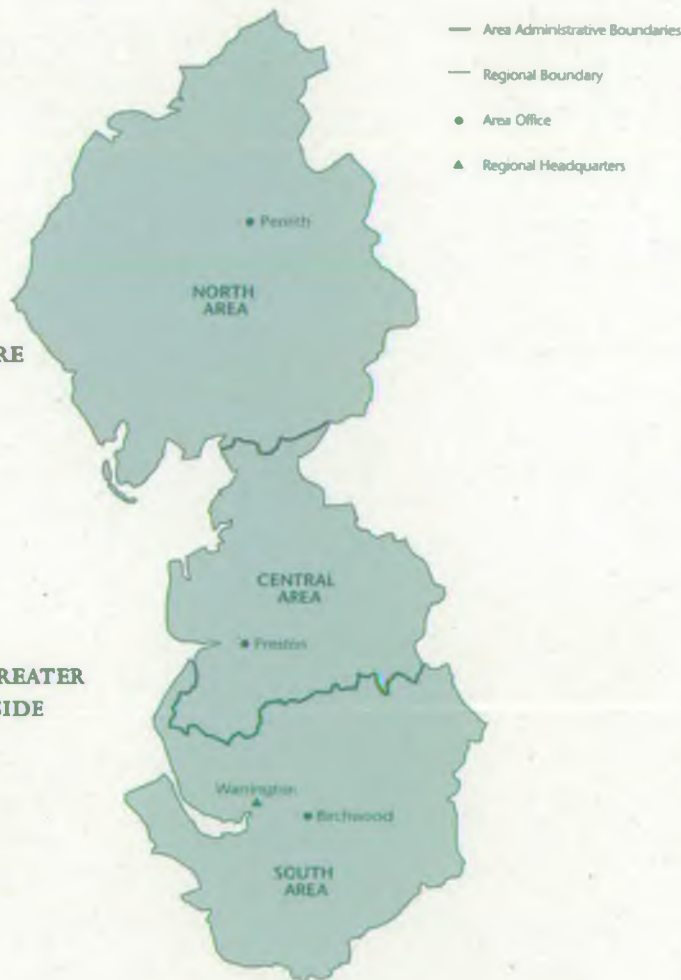 Area Administrative Boundaries
Regional Boundary
Area Office
Regional Headquarters
Penrith
NORTH
AREA
RE
CENTRAL
AREA
Preston
REATER
SIDE
Warrington
Birchwood
SOUTH
AREA